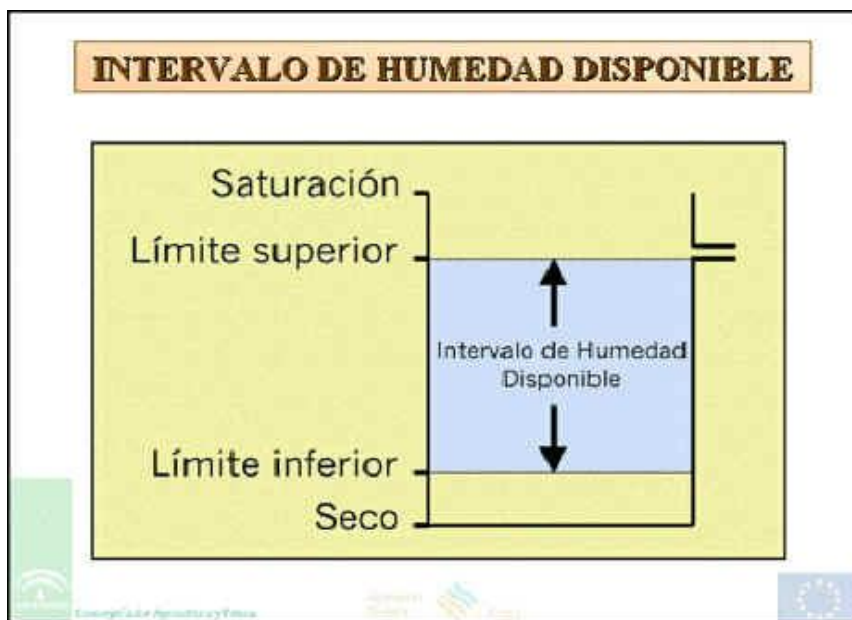 INTERVALO DE HUMEDAD DISPONIBLE
Saturación
Límite superior
Intervalo de Humedad
Disponible
Límite inferior
Seco